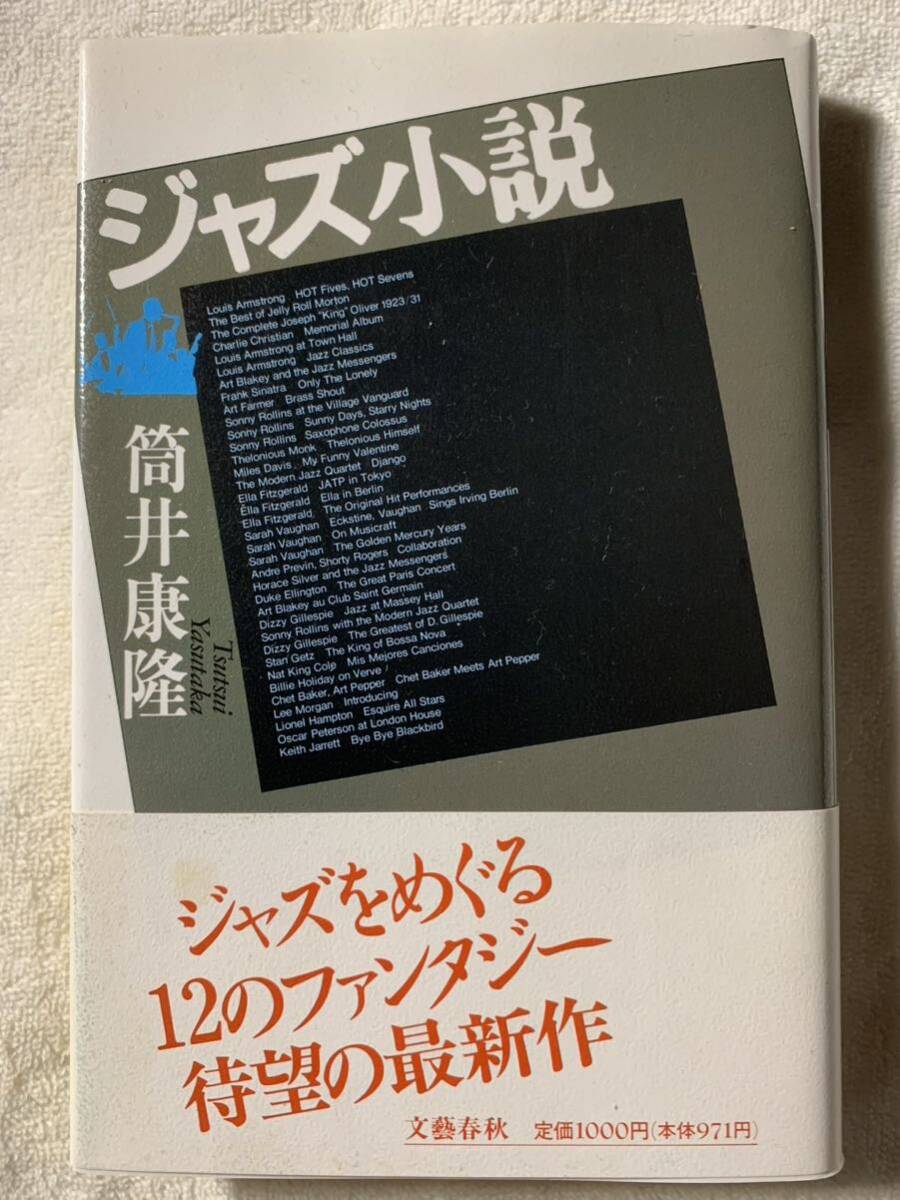 ジャズ小説
Louis Armstrong HOT Fives, HOT Sevens
The Best of Jelly Roll Morton
The Complete Joseph "King" Oliver 1923/31
Charlie Christian Memorial Album
Louis Armstrong at Town Hall
Louis Armstrong Jazz Classics
Art Blakey and the Jazz Messengers
Frank Sinatra Only The Lonely
Art Farmer Brass Shout
Sonny Rollins at the Village Vanguard
Sonny Rollins Sunny Days, Starry Nights
Sonny Rollins Saxophone Colossus
Thelonious Monk Thelonious Himself
Miles Davis My Funny Valentine
The Modern Jazz Quartet Django
Ella Fitzgerald JATP in Tokyo
Ella Fitzgerald Ella in Berlin
Ella Fitzgerald The Original Hit Performances
Sarah Vaughan Eckstine, Vaughan Sings Irving Berlin
Sarah Vaughan On Musicraft
Sarah Vaughan The Golden Mercury Years
Andre Previn, Shorty Rogers Collaboration
Horace Silver and the Jazz Messengers
Duke Ellington The Great Paris Concert
Art Blakey au Club Saint Germain
Dizzy Gillespie Jazz at Massey Hall
Sonny Rollins with the Modern Jazz Quartet
Dizzy Gillespie The Greatest of D. Gillespie
Stan Getz The King of Bossa Nova
Nat King Cole Mis Mejores Canciones
Billie Holiday on Verve
Chet Baker, Art Pepper Chet Baker Meets Art Pepper
Lee Morgan Introducing
Lionel Hampton Esquire All Stars
Oscar Peterson at London House
Keith Jarrett Bye Bye Blackbird
筒井康隆
Tsutsui
Yasutaka
ジャズをめぐる
12のファンタジー
待望の最新作
文藝春秋 定価1000円(本体971円)